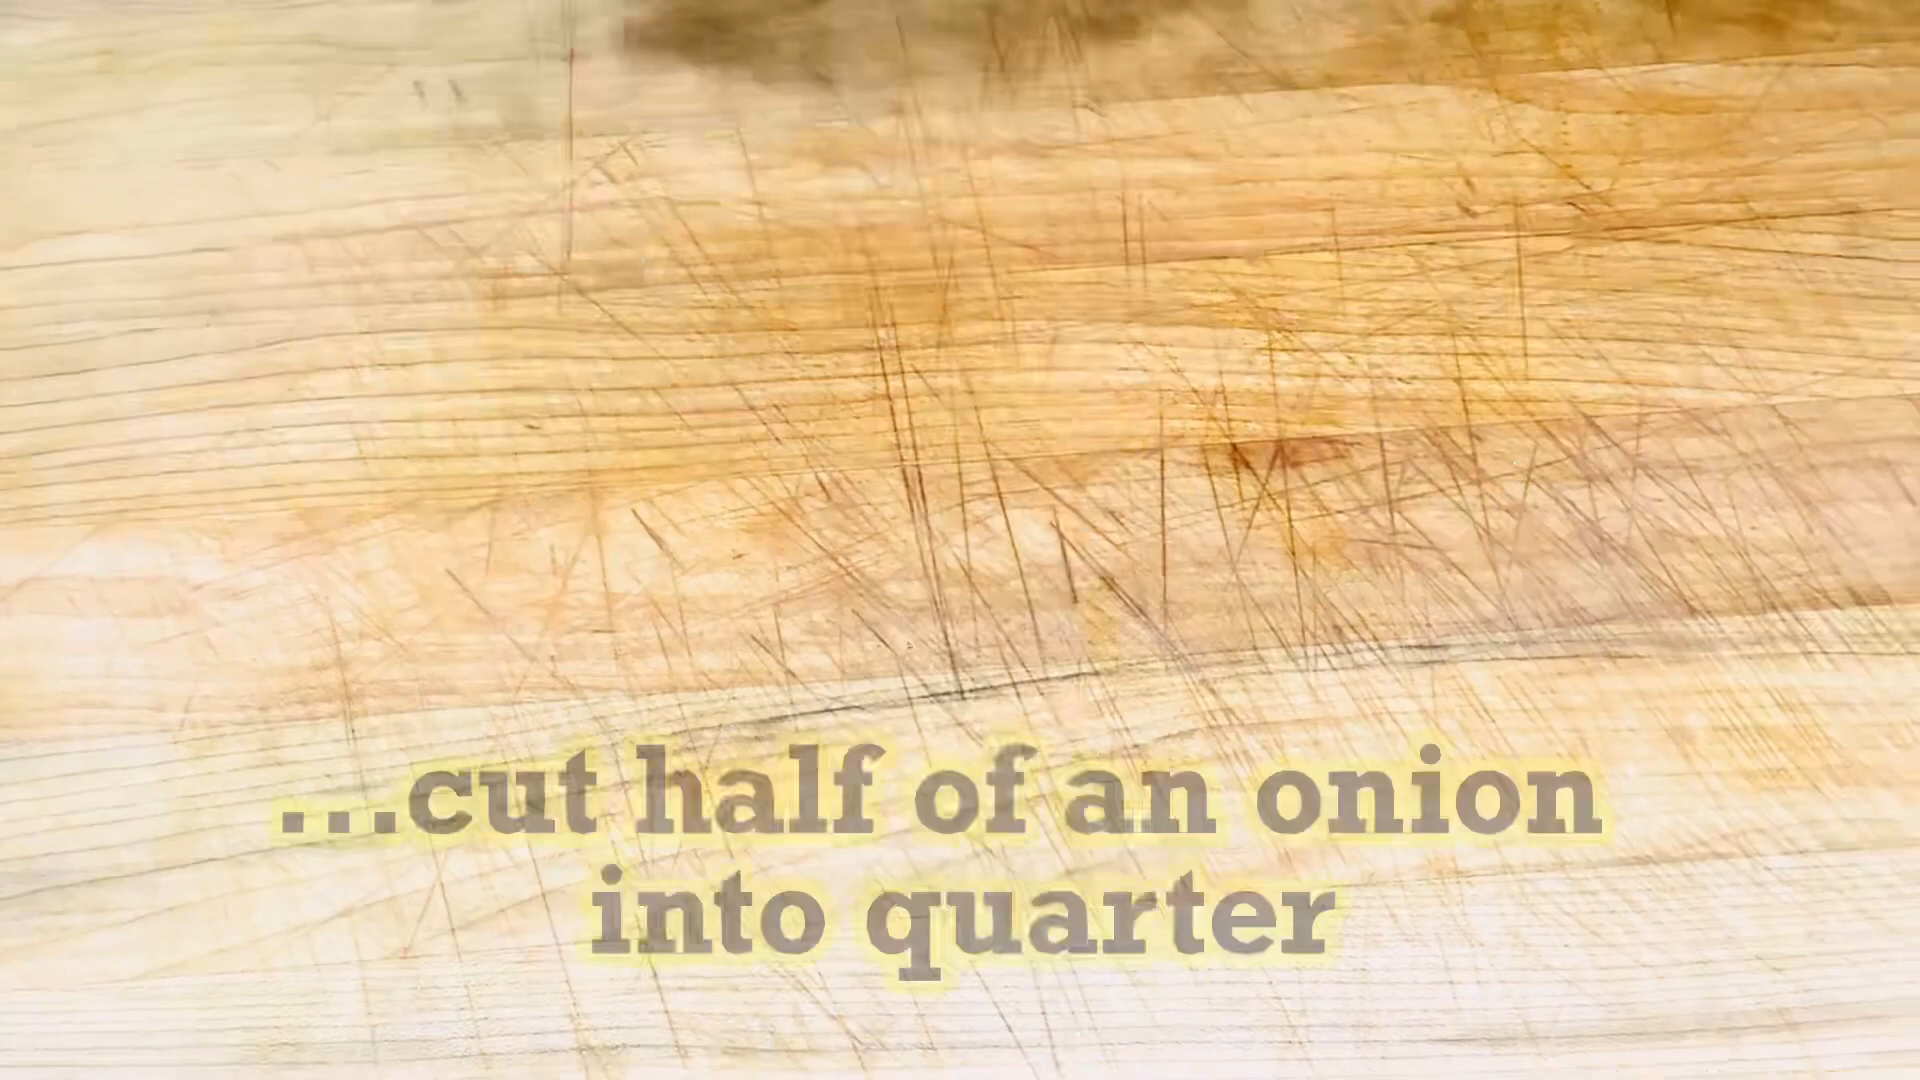 ...cut half of an onion
into quarter